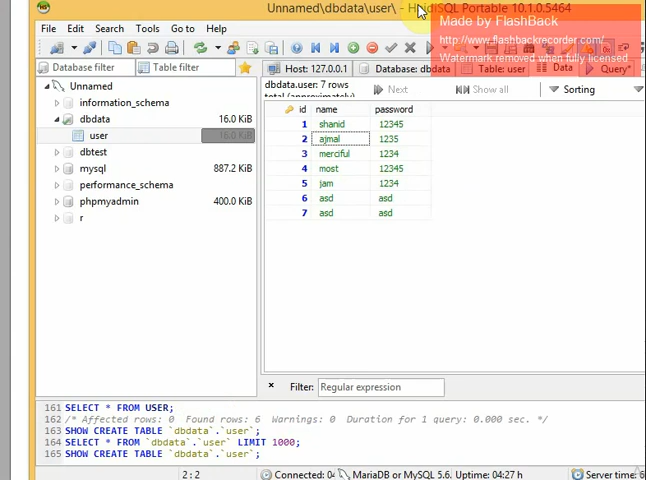 Unnamed\dbdata\user\ - HeidiSQL Portable 10.1.0.5464
Made by FlashBack
http://www.flashbackrecorder.com/
Watermark removed when fully licensed
File Edit Search Tools Go to Help
Database filter Table filter
Host: 127.0.0.1 Database: dbdata Table: user Data Query*
dbdata.user: 7 rows
total (approximately)
Next Show all Sorting
Unnamed
information_schema
dbdata 16.0 KiB
user 16.0 KiB
dbtest
mysql 887.2 KiB
performance_schema
phpmyadmin 400.0 KiB
r
id name password
1 shanid 12345
2 ajmal 1235
3 merciful 1234
4 most 12345
5 jam 1234
6 asd asd
7 asd asd
× Filter: Regular expression
161 SELECT * FROM USER;
162 /* Affected rows: 0 Found rows: 6 Warnings: 0 Duration for 1 query: 0.000 sec. */
163 SHOW CREATE TABLE `dbdata`.`user`;
164 SELECT * FROM `dbdata`.`user` LIMIT 1000;
165 SHOW CREATE TABLE `dbdata`.`user`;
2 : 2 Connected: 04 MariaDB or MySQL 5.6. Uptime: 04:27 h Server time: 6